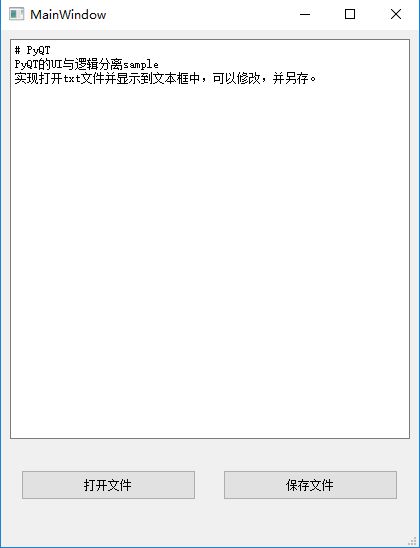 MainWindow
# PyQT
PyQT的UI与逻辑分离sample
实现打开txt文件并显示到文本框中，可以修改，并另存。
打开文件
保存文件